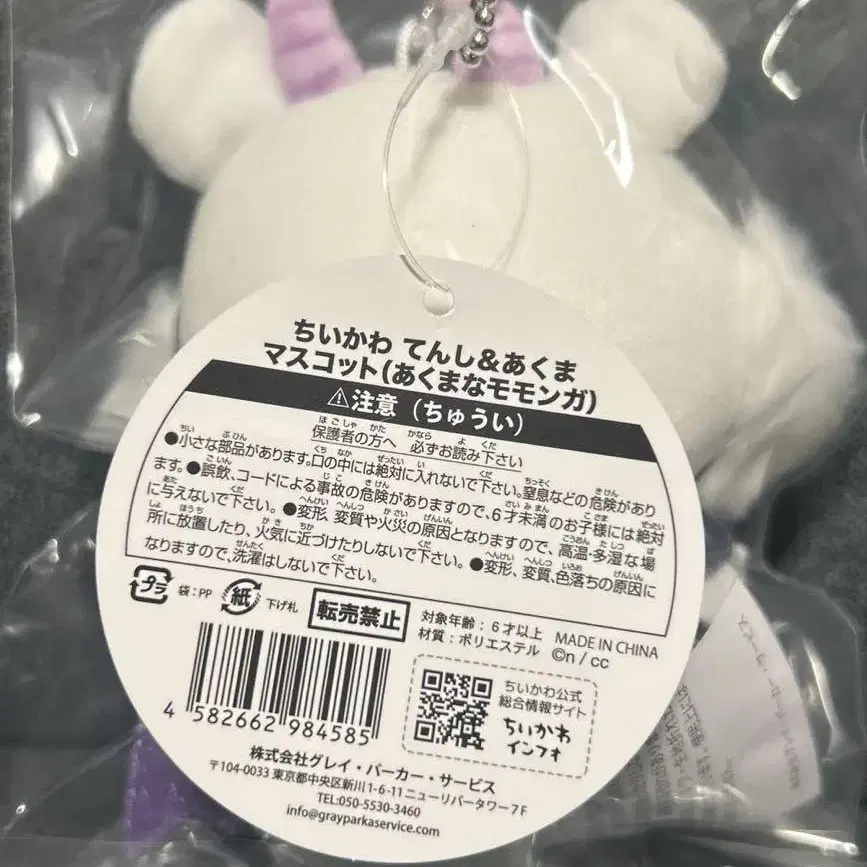 ちいかわ てんし&あくま
マスコット(あくまなモモンガ)
⚠注意（ちゅうい）
保護者の方へ 必ずお読み下さい
●小さな部品があります。口の中には絶対に入れないで下さい。窒息などの危険があり
ます。●誤飲、コードによる事故の危険がありますので、6才未満のお子様には絶対
に与えないで下さい。●変形、変質や火災の原因となりますので、高温・多湿な場
所に放置したり、火気に近づけたりしないで下さい。●変形、変質、色落ちの原因に
なりますので、洗濯はしないで下さい。
プラ 袋：PP 紙 下げ札 転売禁止 対象年齢：6才以上 MADE IN CHINA
材質：ポリエステル ©n / cc
4 582662 984585
ちいかわ公式
総合情報サイト
ちいかわ
インフォ
株式会社グレイ・パーカー・サービス
〒104-0033 東京都中央区新川1-6-11 ニューリバータワー7F
TEL:050-5530-3460
info@grayparkaservice.com